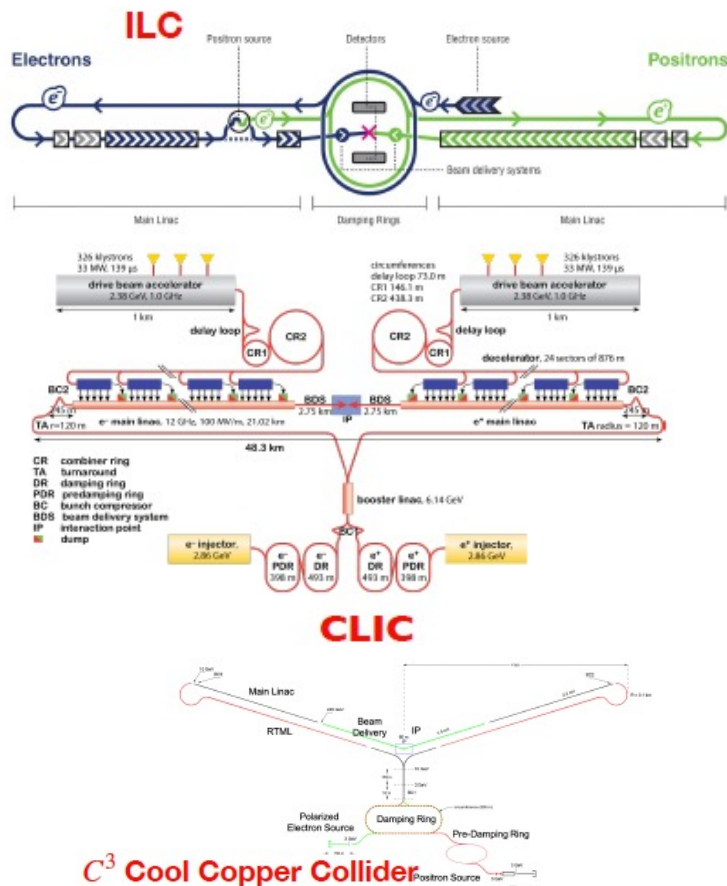 ILC
Positron source
Detectors
Electron source
Electrons
Positrons
e⁻
e
e⁻
e⁺
Beam delivery systems
Main Linac
Damping Rings
Main Linac
326 klystrons
33 MW, 139 μs
drive beam accelerator
2.38 GeV, 1.0 GHz
1 km
delay loop
CR1
CR2
circumferences
delay loop 73.0 m
CR1 146.1 m
CR2 438.3 m
326 klystrons
33 MW, 139 μs
drive beam accelerator
2.38 GeV, 1.0 GHz
1 km
delay loop
CR2
CR1
decelerator, 24 sectors of 876 m
BC2
245 m
TA r=120 m
e⁻ main linac, 12 GHz, 100 MV/m, 21.02 km
BDS
2.75 km
IP
BDS
2.75 km
e⁺ main linac
BC2
245 m
TA radius = 120 m
48.3 km
CR combiner ring
TA turnaround
DR damping ring
PDR predamping ring
BC bunch compressor
BDS beam delivery system
IP interaction point
dump
booster linac, 6.14 GeV
BC1
e⁻ injector,
2.86 GeV
e⁻
PDR
398 m
e⁻
DR
493 m
e⁺
DR
493 m
e⁺
PDR
398 m
e⁺ injector,
2.86 GeV
CLIC
Main Linac
RTML
Beam
Delivery
IP
Polarized
Electron Source
Damping Ring
Pre-Damping Ring
Positron Source
C³ Cool Copper Collider